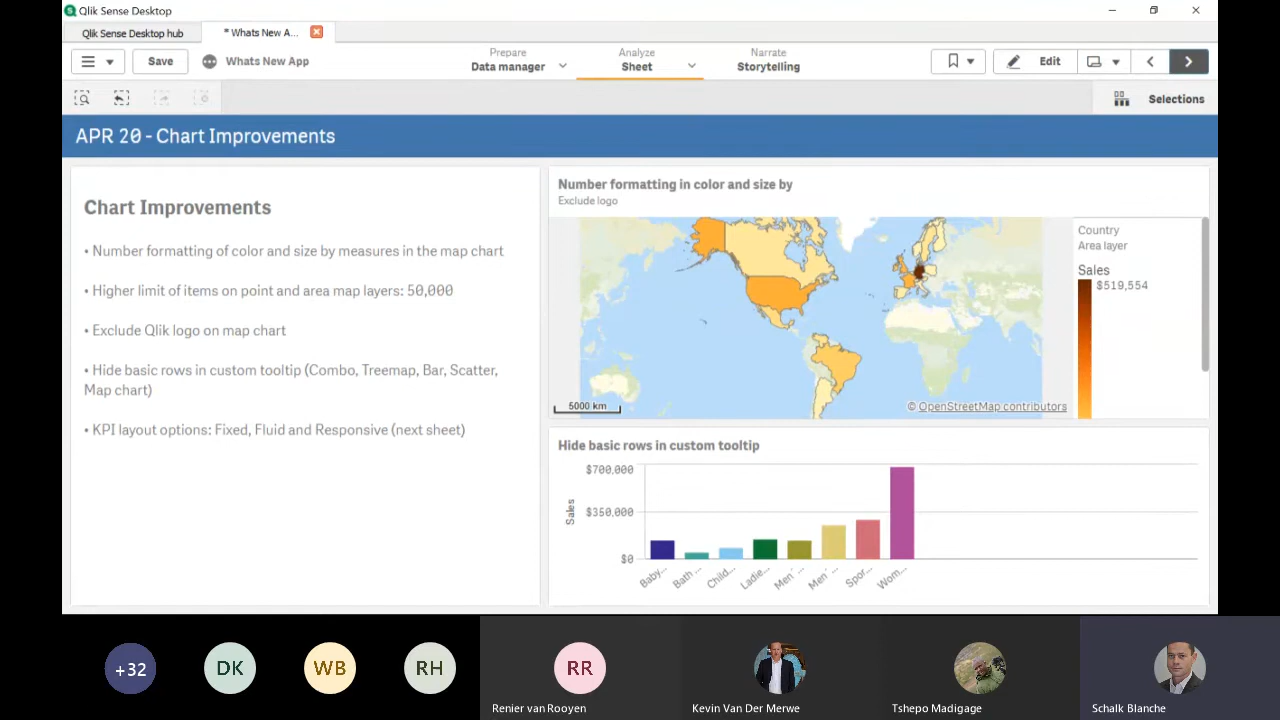 Qlik Sense Desktop
Qlik Sense Desktop hub
* Whats New A...
Save
Whats New App
Prepare
Data manager
Analyze
Sheet
Narrate
Storytelling
Edit
Selections
APR 20 - Chart Improvements
Chart Improvements
• Number formatting of color and size by measures in the map chart
• Higher limit of items on point and area map layers: 50,000
• Exclude Qlik logo on map chart
• Hide basic rows in custom tooltip (Combo, Treemap, Bar, Scatter,
Map chart)
• KPI layout options: Fixed, Fluid and Responsive (next sheet)
Number formatting in color and size by
Exclude logo
5000 km
© OpenStreetMap contributors
Country
Area layer
Sales
$519,554
Hide basic rows in custom tooltip
Sales
$700,000
$350,000
$0
Baby...
Bath ...
Child...
Ladie...
Men´ ...
Men´ ...
Spor...
Wom...
+32
DK
WB
RH
RR
Renier van Rooyen
Kevin Van Der Merwe
Tshepo Madigage
Schalk Blanche